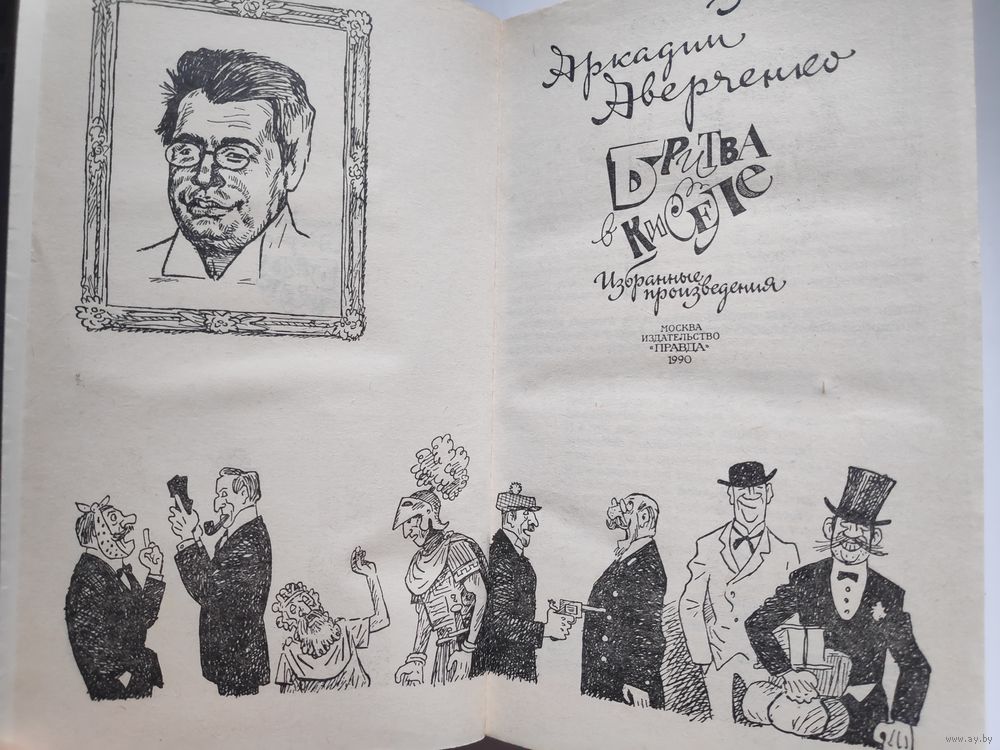 Аркадий
Аверченко
БРИТВА
в КИСЕЛЕ
Избранные
произведения
МОСКВА
ИЗДАТЕЛЬСТВО
«ПРАВДА»
1990
www.ay.by